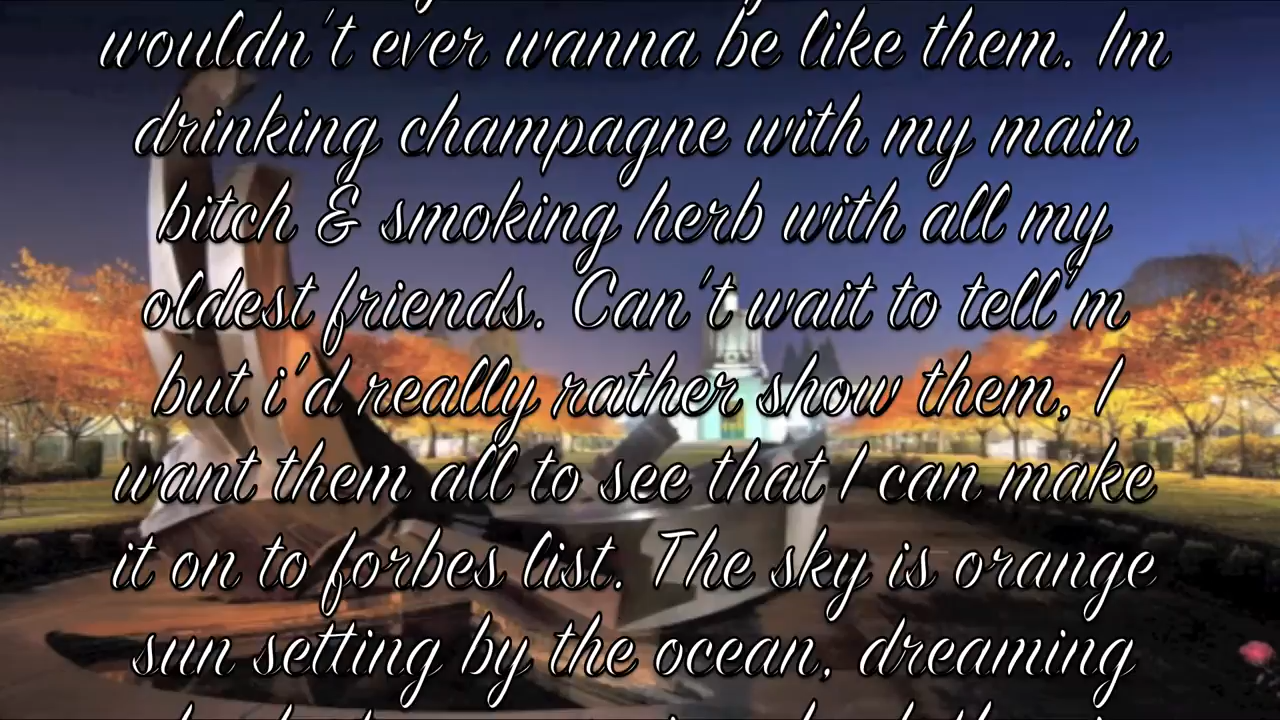 wouldn't ever wanna be like them. Im
drinking champagne with my main
bitch & smoking herb with all my
oldest friends. Can't wait to tell'm
but i'd really rather show them, I
want them all to see that I can make
it on to forbes list. The sky is orange
sun setting by the ocean, dreaming